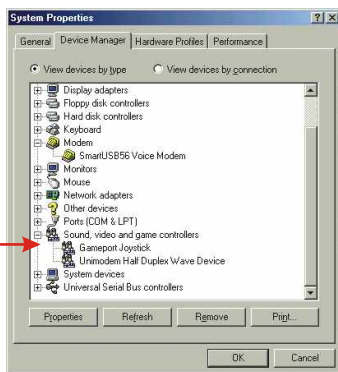 System Properties
General Device Manager Hardware Profiles Performance
View devices by type View devices by connection
Display adapters
Floppy disk controllers
Hard disk controllers
Keyboard
Modem
SmartUSB56 Voice Modem
Monitors
Mouse
Network adapters
Other devices
Ports (COM & LPT)
Sound, video and game controllers
Gameport Joystick
Unimodem Half Duplex Wave Device
System devices
Universal Serial Bus controllers
Properties Refresh Remove Print...
OK Cancel